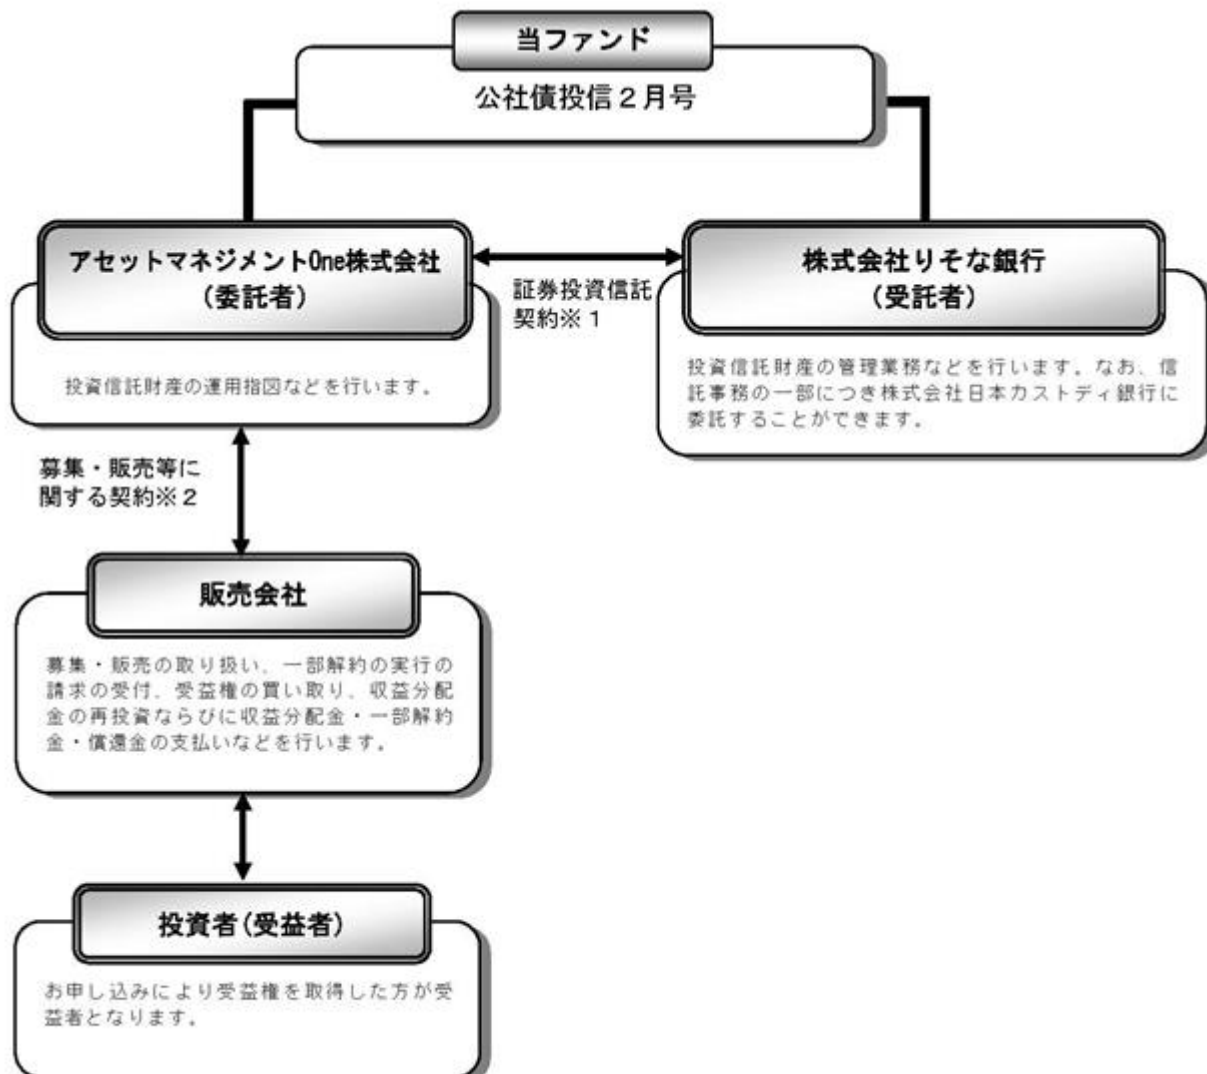 当ファンド
公社債投信２月号
アセットマネジメントOne株式会社
（委託者）
投資信託財産の運用指図などを行います。
証券投資信託
契約※１
株式会社りそな銀行
（受託者）
投資信託財産の管理業務などを行います。なお、信
託事務の一部につき株式会社日本カストディ銀行に
委託することができます。
募集・販売等に
関する契約※２
販売会社
募集・販売の取り扱い、一部解約の実行の
請求の受付、受益権の買い取り、収益分配
金の再投資ならびに収益分配金・一部解約
金・償還金の支払いなどを行います。
投資者(受益者)
お申し込みにより受益権を取得した方が受
益者となります。